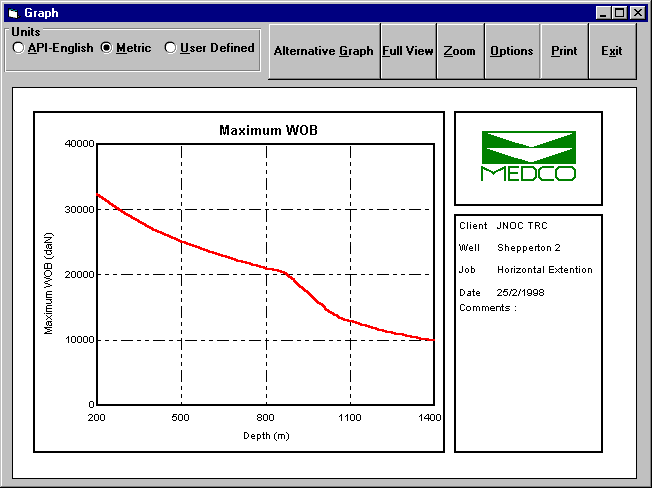 Graph
Units
API-English Metric User Defined
Alternative Graph Full View Zoom Options Print Exit
Maximum WOB
40000
30000
20000
10000
0
Maximum WOB (daN)
200 500 800 1100 1400
Depth (m)
MEDCO
Client JNOC TRC
Well Shepperton 2
Job Horizontal Extention
Date 25/2/1998
Comments :